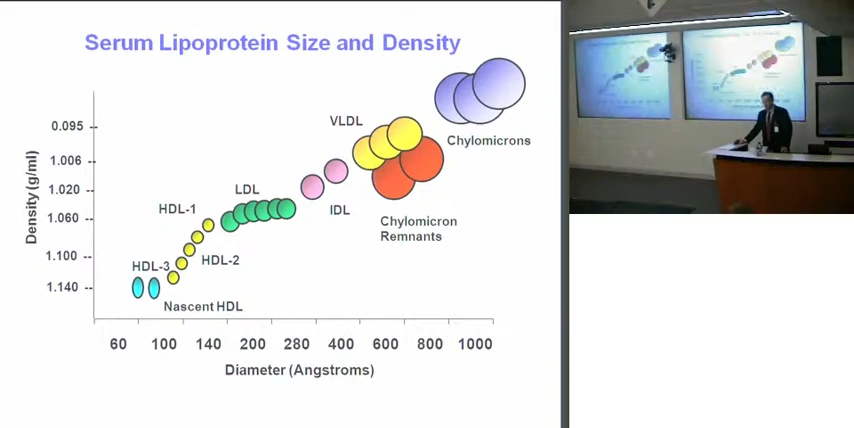 Serum Lipoprotein Size and Density
Density (g/ml)
0.095
1.006
1.020
1.060
1.100
1.140
Chylomicrons
VLDL
Chylomicron
Remnants
IDL
LDL
HDL-1
HDL-2
HDL-3
Nascent HDL
60 100 140 200 280 400 600 800 1000
Diameter (Angstroms)